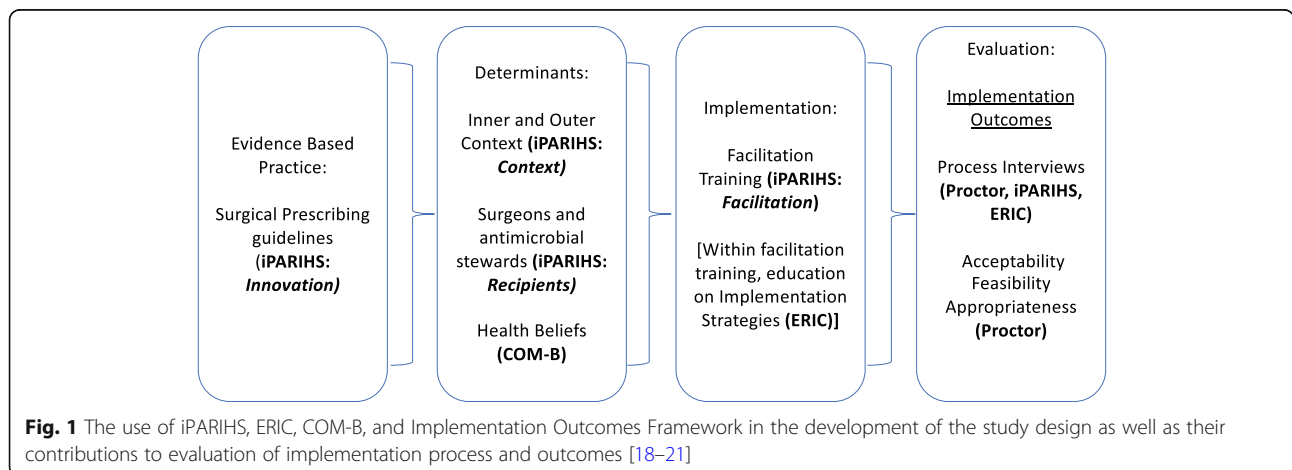 Evidence Based
Practice:
Surgical Prescribing
guidelines
(iPARIHS:
Innovation)
Determinants:
Inner and Outer
Context (iPARIHS:
Context)
Surgeons and
antimicrobial
stewards (iPARIHS:
Recipients)
Health Beliefs
(COM-B)
Implementation:
Facilitation
Training (iPARIHS:
Facilitation)
[Within facilitation
training, education
on Implementation
Strategies (ERIC)]
Evaluation:
Implementation
Outcomes
Process Interviews
(Proctor, iPARIHS,
ERIC)
Acceptability
Feasibility
Appropriateness
(Proctor)
Fig. 1 The use of iPARIHS, ERIC, COM-B, and Implementation Outcomes Framework in the development of the study design as well as their
contributions to evaluation of implementation process and outcomes [18–21]